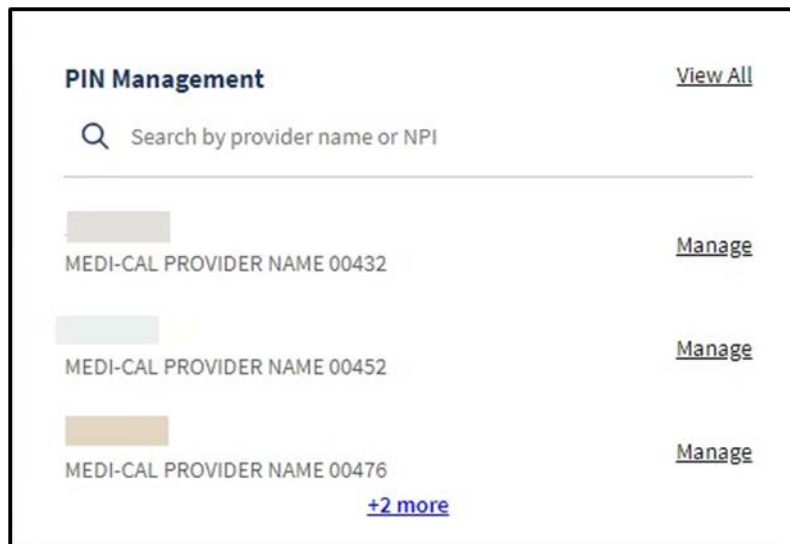 PIN Management View All
Search by provider name or NPI
MEDI-CAL PROVIDER NAME 00432
Manage
MEDI-CAL PROVIDER NAME 00452
Manage
MEDI-CAL PROVIDER NAME 00476
Manage
+2 more